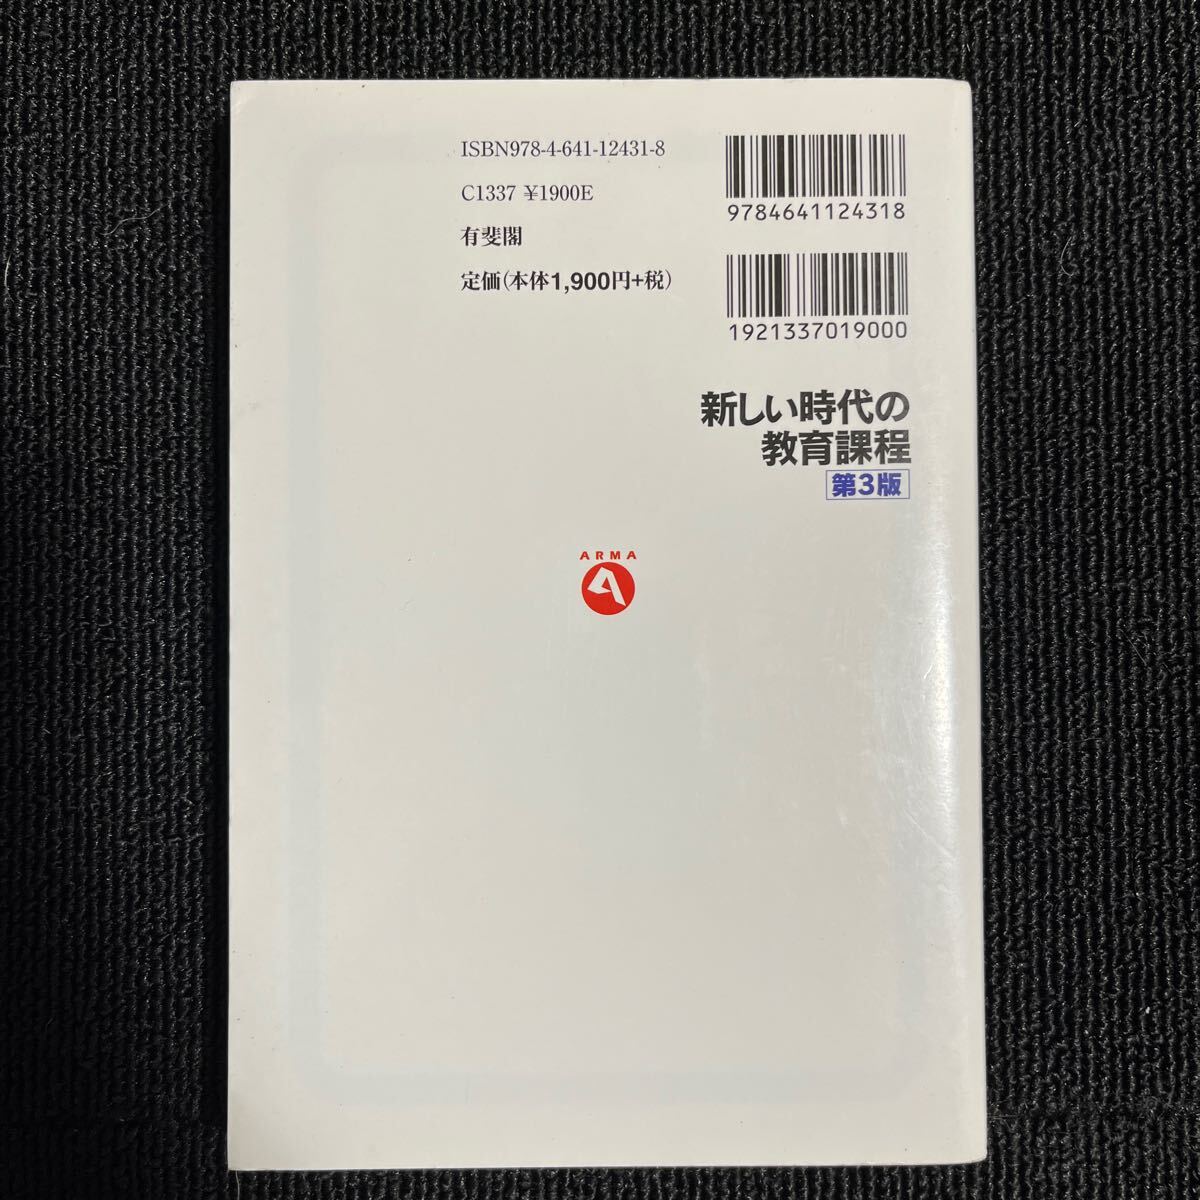 ISBN978-4-641-12431-8
C1337 ¥1900E
有斐閣
定価(本体1,900円+税)
9784641124318
1921337019000
新しい時代の
教育課程
第3版
ARMA